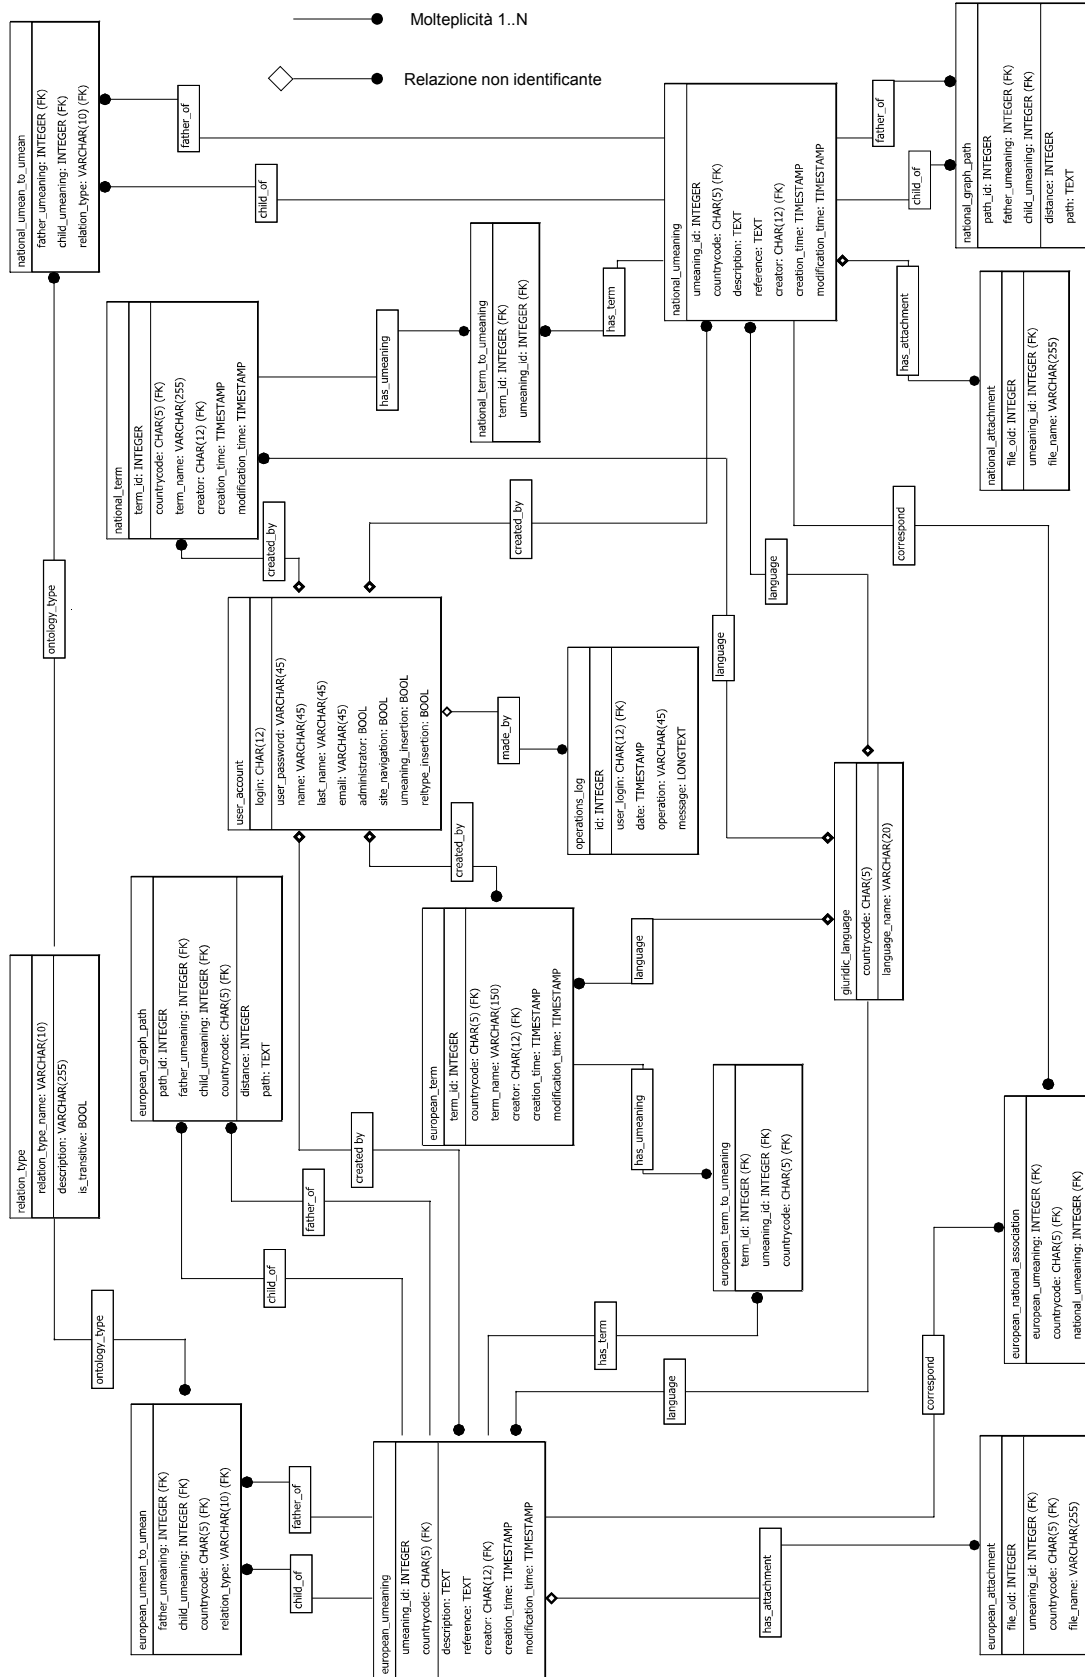 Molteplicità 1..N
Relazione non identificante
national_umean_to_umean
father_umeaning: INTEGER (FK)
child_umeaning: INTEGER (FK)
relation_type: VARCHAR(10) (FK)
father_of
child_of
national_umeaning
umeaning_id: INTEGER
countrycode: CHAR(5) (FK)
description: TEXT
reference: TEXT
creator: CHAR(12) (FK)
creation_time: TIMESTAMP
modification_time: TIMESTAMP
father_of
child_of
national_graph_path
path_id: INTEGER
father_umeaning: INTEGER (FK)
child_umeaning: INTEGER (FK)
distance: INTEGER
path: TEXT
national_term
term_id: INTEGER
countrycode: CHAR(5) (FK)
term_name: VARCHAR(255)
creator: CHAR(12) (FK)
creation_time: TIMESTAMP
modification_time: TIMESTAMP
has_umeaning
national_term_to_umeaning
term_id: INTEGER (FK)
umeaning_id: INTEGER (FK)
has_term
has_attachment
national_attachment
file_oid: INTEGER
umeaning_id: INTEGER (FK)
file_name: VARCHAR(255)
ontology_type
created_by
created_by
language
language
correspond
user_account
login: CHAR(12)
user_password: VARCHAR(45)
name: VARCHAR(45)
last_name: VARCHAR(45)
email: VARCHAR(45)
administrator: BOOL
site_navigation: BOOL
umeaning_insertion: BOOL
reltype_insertion: BOOL
made_by
operations_log
id: INTEGER
user_login: CHAR(12) (FK)
date: TIMESTAMP
operation: VARCHAR(45)
message: LONGTEXT
created_by
giuridic_language
countrycode: CHAR(5)
language_name: VARCHAR(20)
relation_type
relation_type_name: VARCHAR(10)
description: VARCHAR(255)
is_transitive: BOOL
european_graph_path
path_id: INTEGER
father_umeaning: INTEGER (FK)
child_umeaning: INTEGER (FK)
countrycode: CHAR(5) (FK)
distance: INTEGER
path: TEXT
european_term
term_id: INTEGER
countrycode: CHAR(5) (FK)
term_name: VARCHAR(150)
creator: CHAR(12) (FK)
creation_time: TIMESTAMP
modification_time: TIMESTAMP
language
has_umeaning
created by
father_of
child_of
european_term_to_umeaning
term_id: INTEGER (FK)
umeaning_id: INTEGER (FK)
countrycode: CHAR(5) (FK)
european_national_association
european_umeaning: INTEGER (FK)
countrycode: CHAR(5) (FK)
national_umeaning: INTEGER (FK)
ontology_type
has_term
language
correspond
european_umean_to_umean
father_umeaning: INTEGER (FK)
child_umeaning: INTEGER (FK)
countrycode: CHAR(5) (FK)
relation_type: VARCHAR(10) (FK)
father_of
child_of
european_umeaning
umeaning_id: INTEGER
countrycode: CHAR(5) (FK)
description: TEXT
reference: TEXT
creator: CHAR(12) (FK)
creation_time: TIMESTAMP
modification_time: TIMESTAMP
has_attachment
european_attachment
file_oid: INTEGER
umeaning_id: INTEGER (FK)
countrycode: CHAR(5) (FK)
file_name: VARCHAR(255)